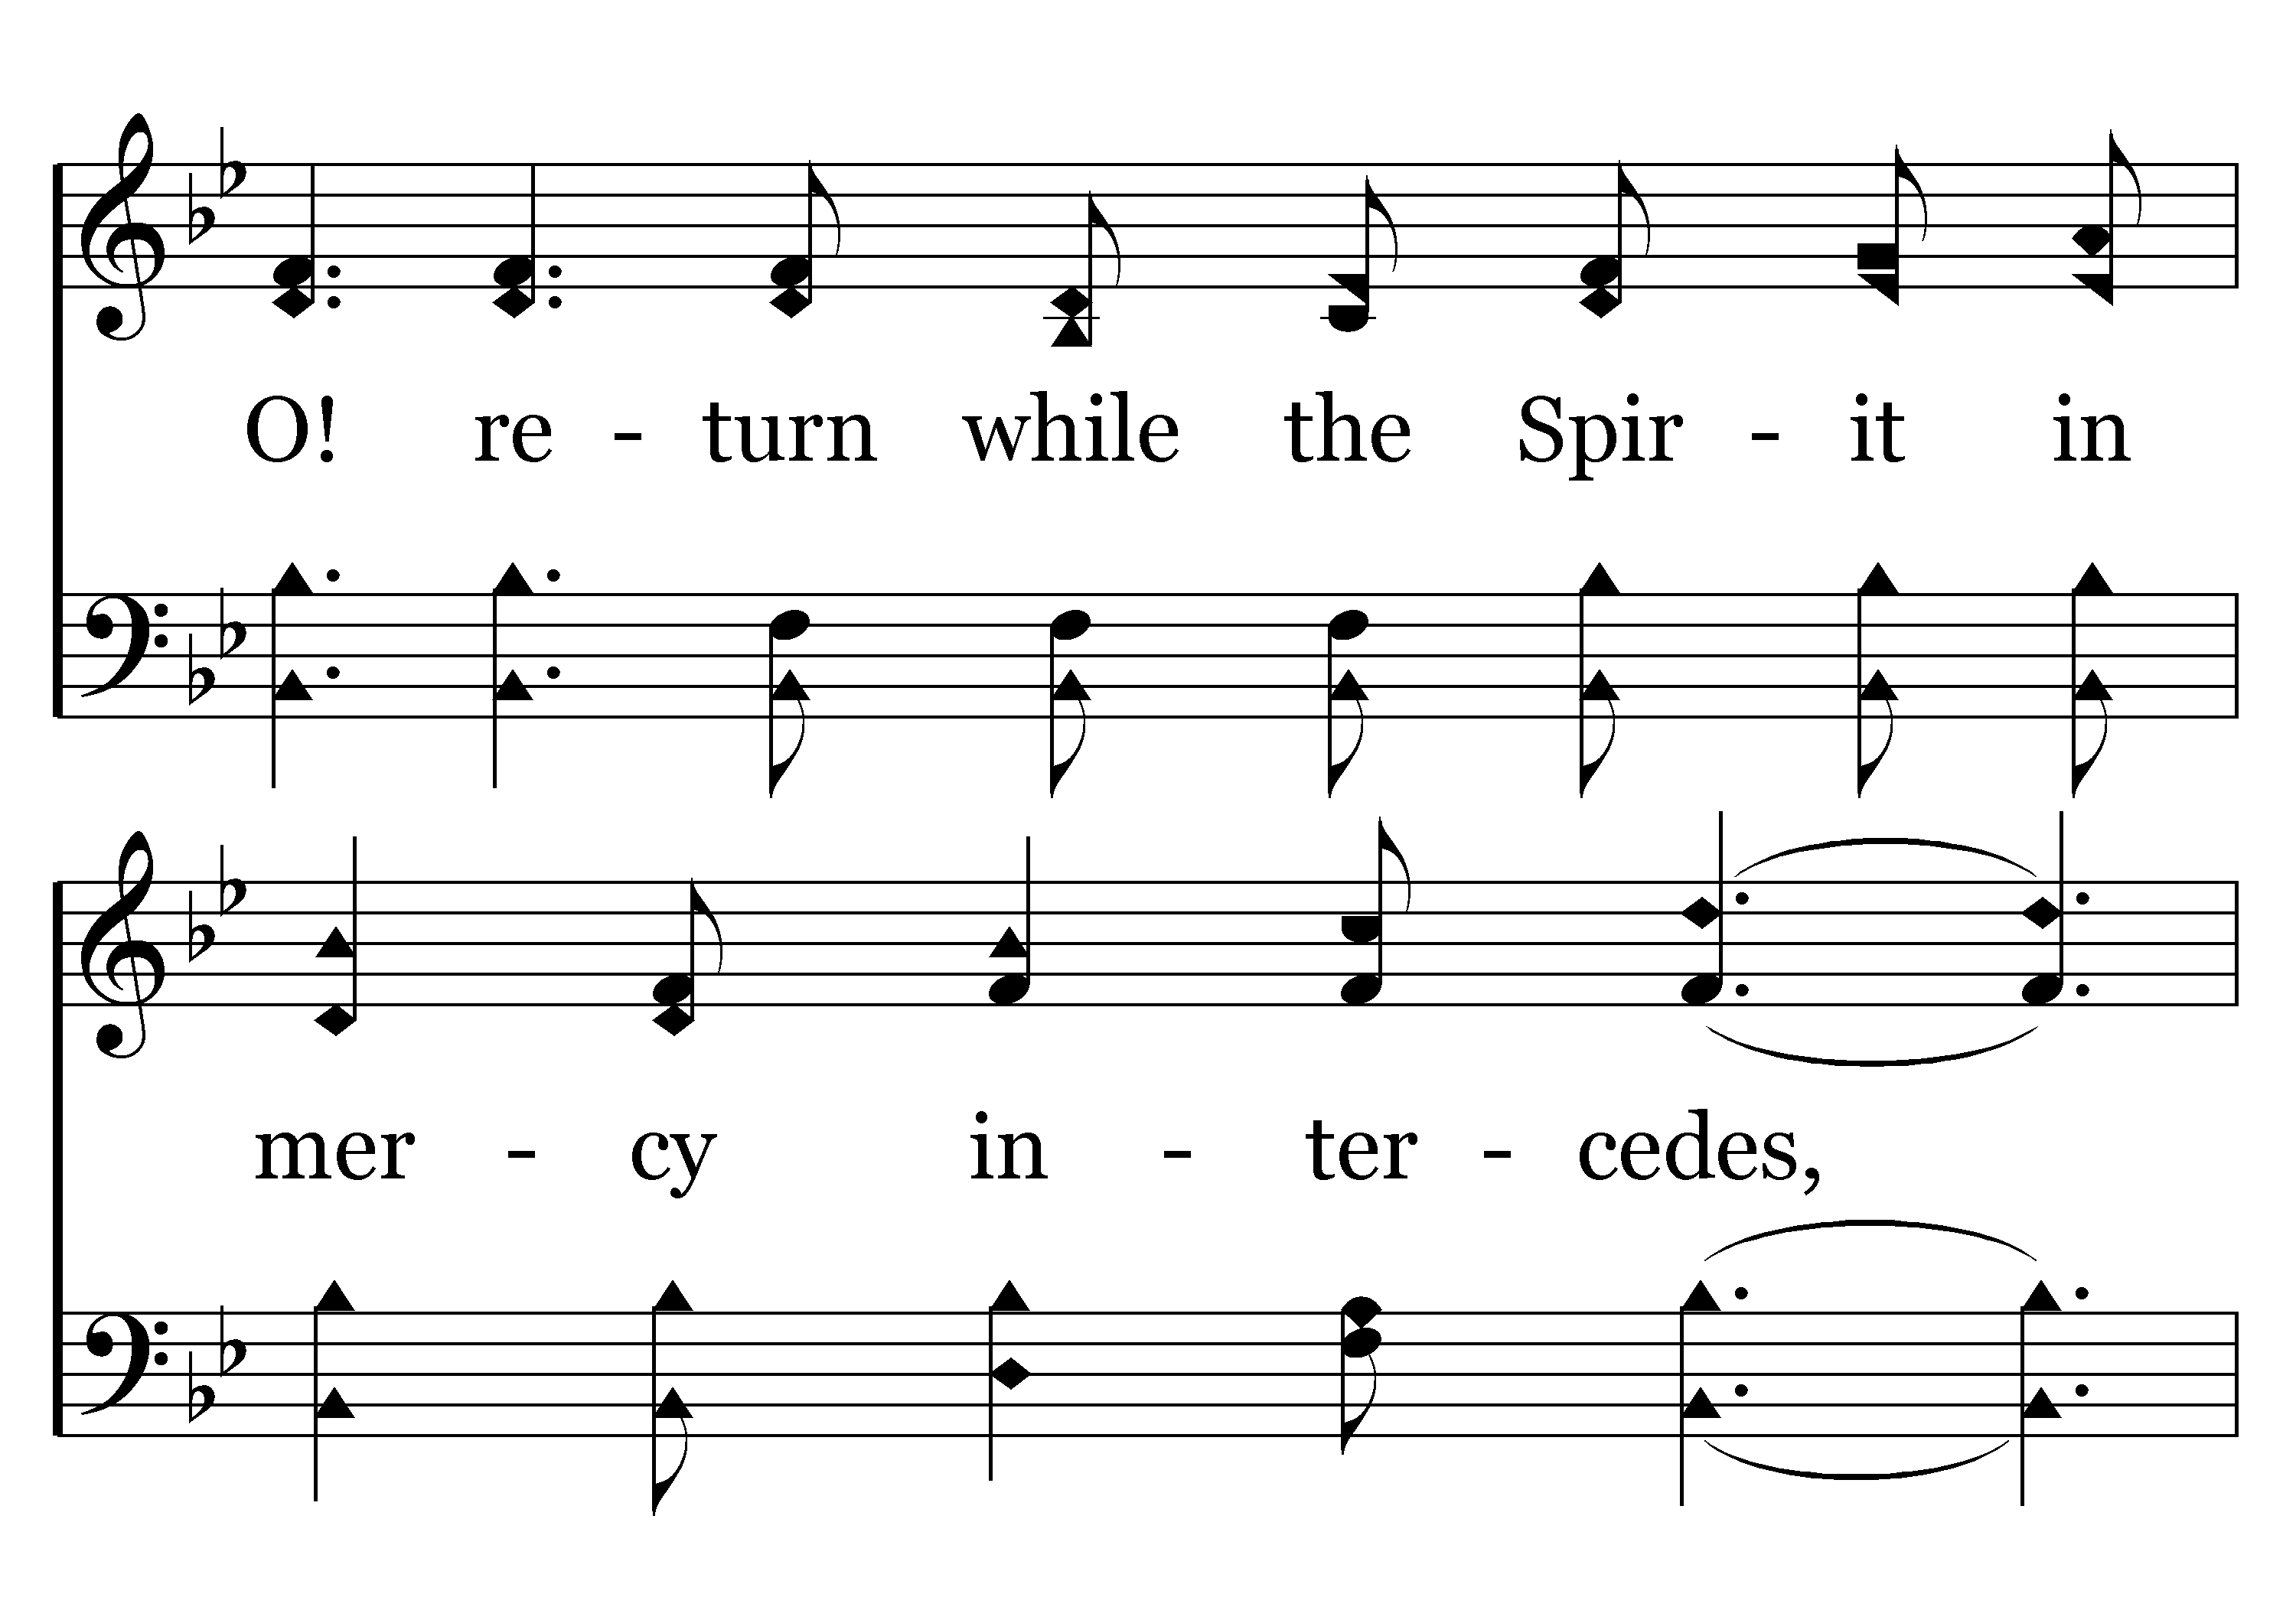 O! re - turn while the Spir - it in
mer - cy in - ter - cedes,